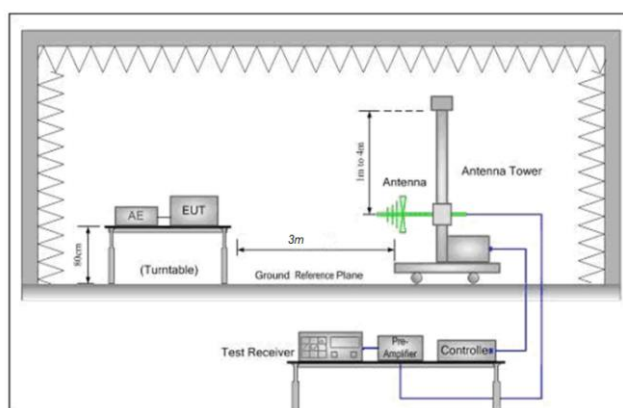 1m to 4m
Antenna
Antenna Tower
AE
EUT
80cm
3m
(Turntable)
Ground Reference Plane
Test Receiver
Pre-
Amplifier
Controller